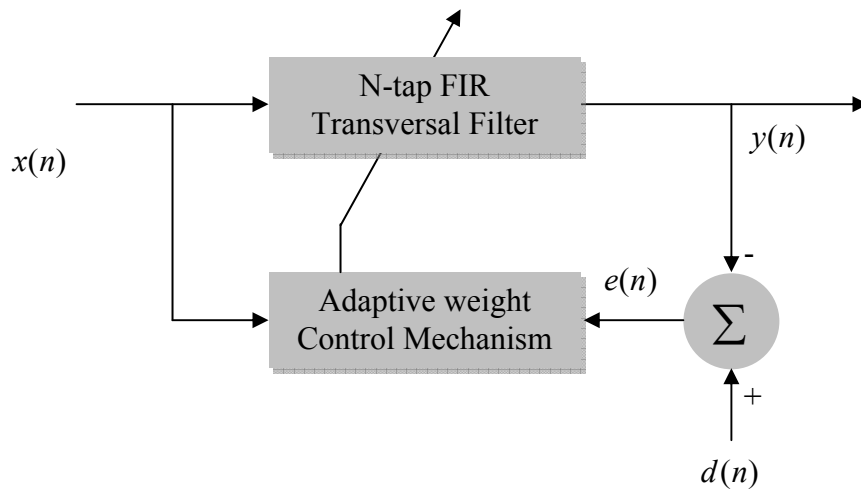 N-tap FIR
Transversal Filter
x(n)
y(n)
-
e(n)
Adaptive weight
Control Mechanism
Σ
+
d(n)